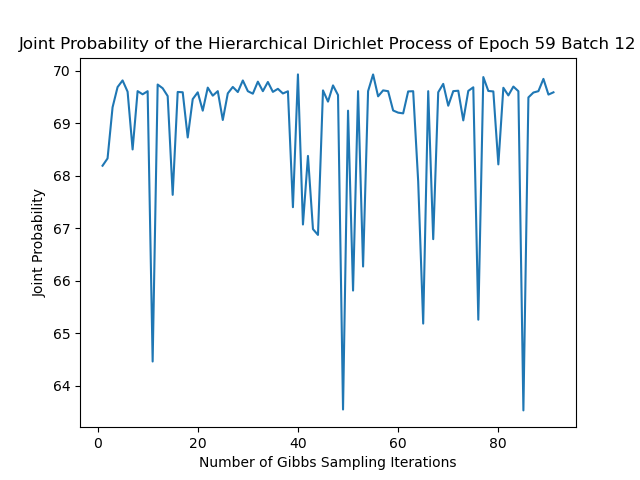 Joint Probability of the Hierarchical Dirichlet Process of Epoch 59 Batch 12
70
69
68
67
66
65
64
Joint Probability
0 20 40 60 80
Number of Gibbs Sampling Iterations